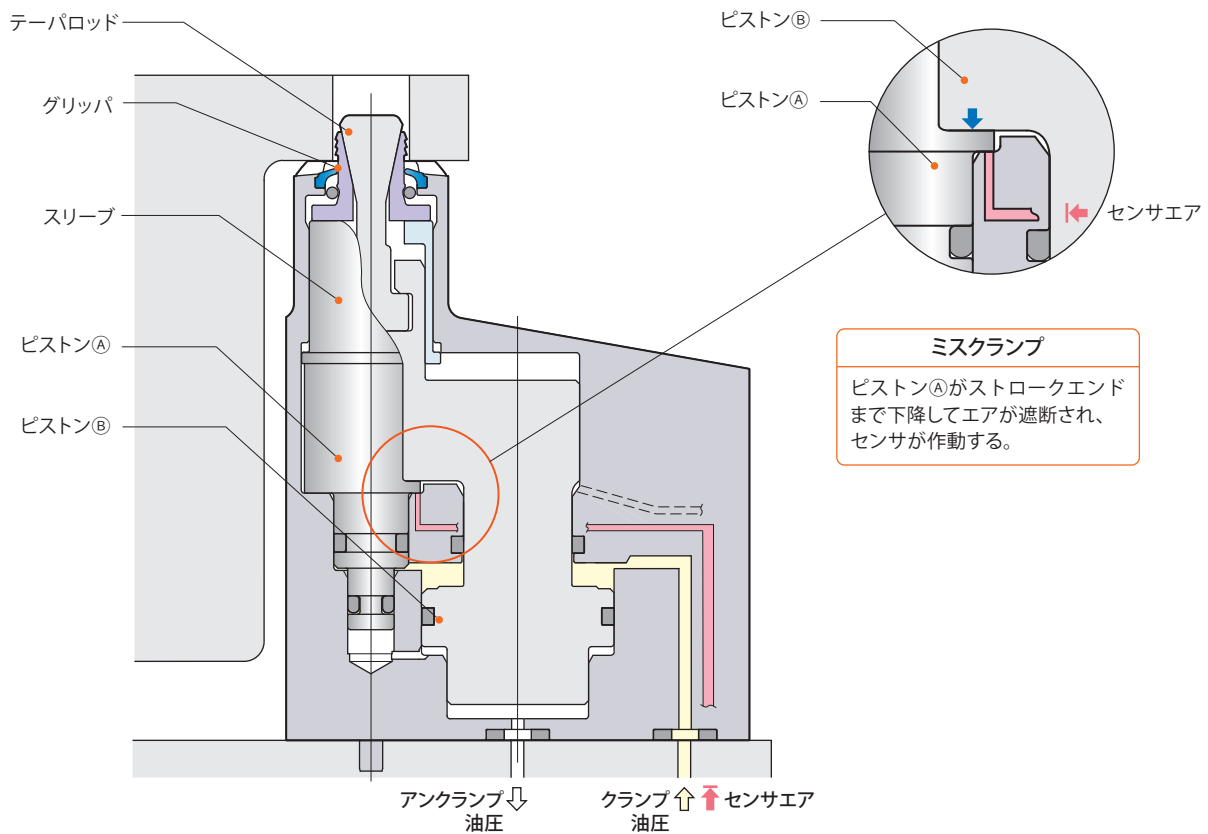 テーパロッド
グリッパ
スリーブ
ピストンⒶ
ピストンⒷ
ピストンⒷ
ピストンⒶ
センサエア
ミスクランプ
ピストンⒶがストロークエンド
まで下降してエアが遮断され、
センサが作動する。
アンクランプ
油圧
クランプ
油圧
センサエア